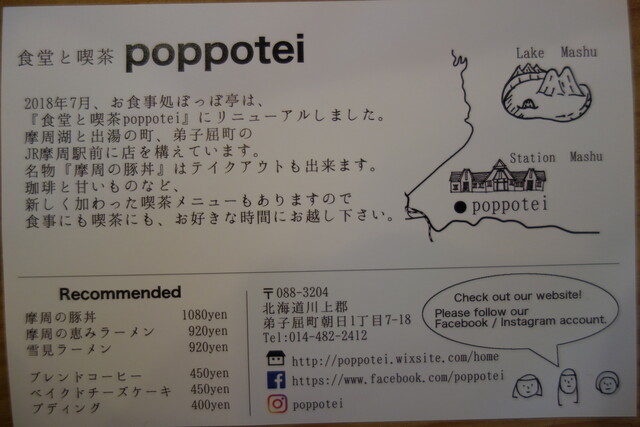 食堂と喫茶 poppotei
2018年7月、お食事処ぽっぽ亭は、
『食堂と喫茶poppotei』にリニューアルしました。
摩周湖と出湯の町、弟子屈町の
JR摩周駅前に店を構えています。
名物『摩周の豚丼』はテイクアウトも出来ます。
珈琲と甘いものなど、
新しく加わった喫茶メニューもありますので
食事にも喫茶にも、お好きな時間にお越し下さい。
Lake Mashu
Station Mashu
poppotei
Recommended
摩周の豚丼 1080yen
摩周の恵みラーメン 920yen
雪見ラーメン 920yen
ブレンドコーヒー 450yen
ベイクドチーズケーキ 450yen
プディング 400yen
〒088-3204
北海道川上郡
弟子屈町朝日1丁目7-18
Tel:014-482-2412
http://poppotei.wixsite.com/home
https://www.facebook.com/poppotei
poppotei
Check out our website!
Please follow our
Facebook / Instagram account.